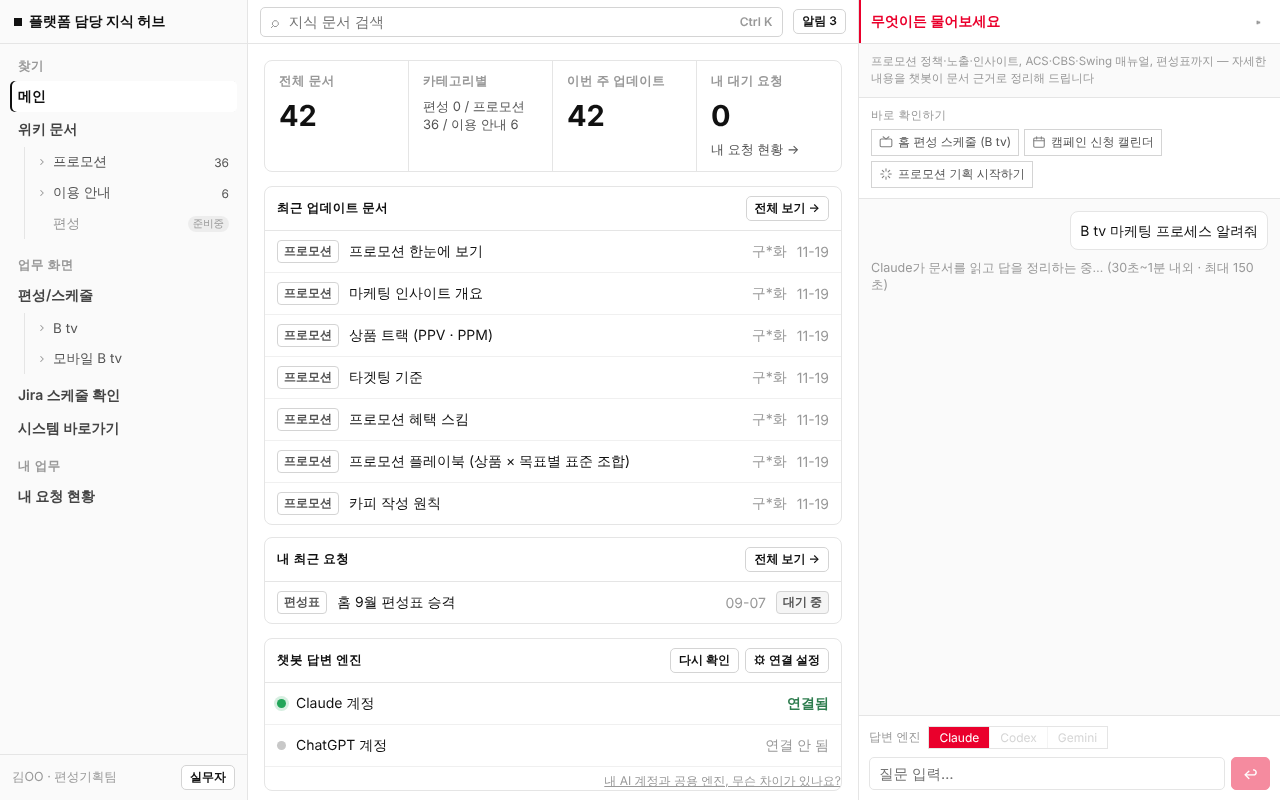 플랫폼 담당 지식 허브
찾기
메인
위키 문서
프로모션 36
이용 안내 6
편성 준비중
업무 화면
편성/스케줄
B tv
모바일 B tv
Jira 스케줄 확인
시스템 바로가기
내 업무
내 요청 현황
김OO · 편성기획팀 실무자
지식 문서 검색 Ctrl K 알림 3
전체 문서
42
카테고리별
편성 0 / 프로모션
36 / 이용 안내 6
이번 주 업데이트
42
내 대기 요청
0
내 요청 현황 →
최근 업데이트 문서 전체 보기 →
프로모션 프로모션 한눈에 보기 구*화 11-19
프로모션 마케팅 인사이트 개요 구*화 11-19
프로모션 상품 트랙 (PPV · PPM) 구*화 11-19
프로모션 타겟팅 기준 구*화 11-19
프로모션 프로모션 혜택 스킴 구*화 11-19
프로모션 프로모션 플레이북 (상품 × 목표별 표준 조합) 구*화 11-19
프로모션 카피 작성 원칙 구*화 11-19
내 최근 요청 전체 보기 →
편성표 홈 9월 편성표 승격 09-07 대기 중
챗봇 답변 엔진 다시 확인 연결 설정
Claude 계정 연결됨
ChatGPT 계정 연결 안 됨
내 AI 계정과 공용 엔진, 무슨 차이가 있나요?
무엇이든 물어보세요
프로모션 정책·노출·인사이트, ACS·CBS·Swing 매뉴얼, 편성표까지 — 자세한
내용을 챗봇이 문서 근거로 정리해 드립니다
바로 확인하기
홈 편성 스케줄 (B tv) 캠페인 신청 캘린더
프로모션 기획 시작하기
B tv 마케팅 프로세스 알려줘
Claude가 문서를 읽고 답을 정리하는 중... (30초~1분 내외 · 최대 150
초)
답변 엔진 Claude Codex Gemini
질문 입력...